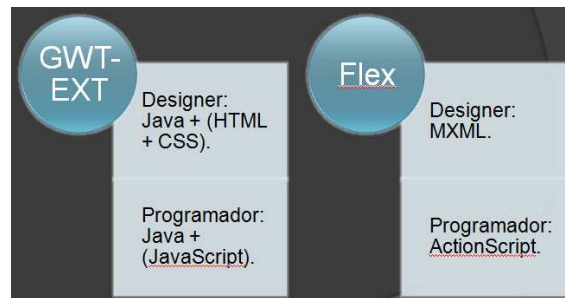 GWT-
EXT
Designer:
Java + (HTML
+ CSS).
Programador:
Java +
(JavaScript).
Flex
Designer:
MXML.
Programador:
ActionScript.